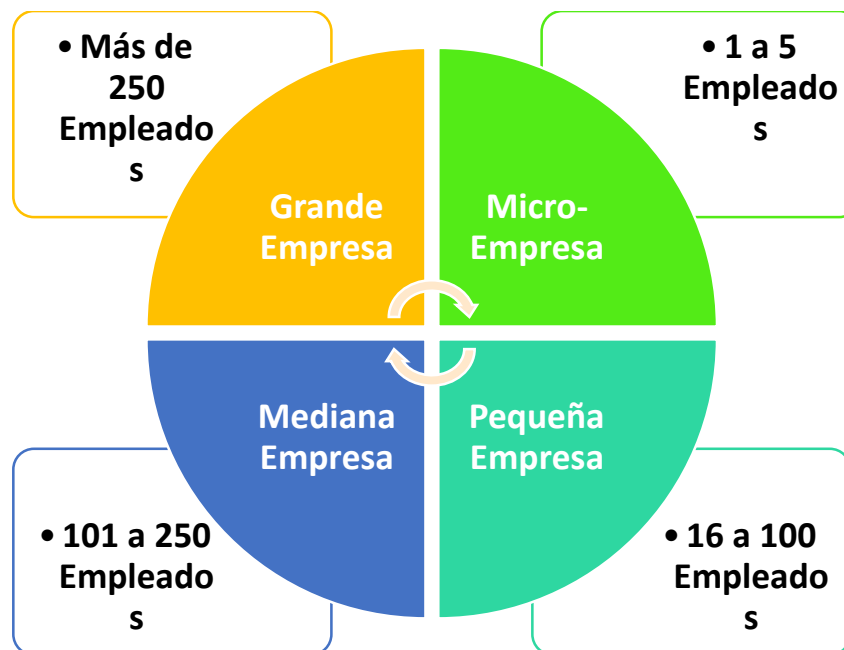 • Más de
250
Empleado
s
• 1 a 5
Empleado
s
Grande
Empresa
Micro-
Empresa
Mediana
Empresa
Pequeña
Empresa
• 101 a 250
Empleado
s
• 16 a 100
Empleado
s